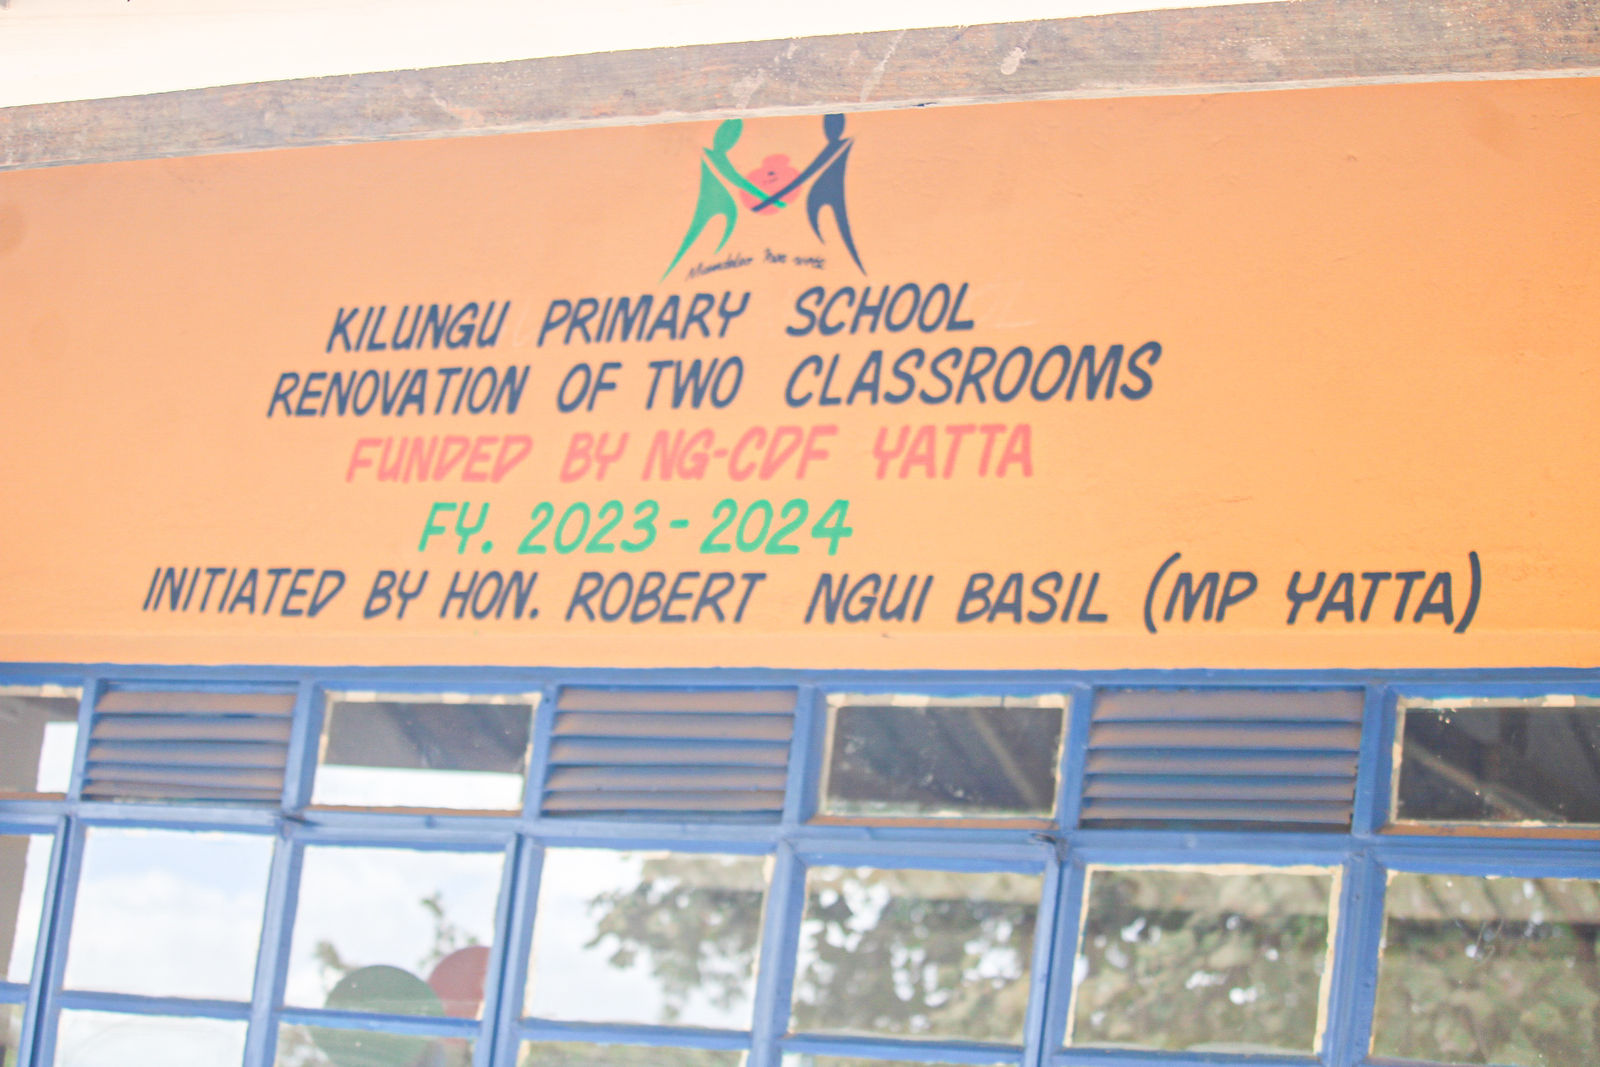 KILUNGU PRIMARY SCHOOL
RENOVATION OF TWO CLASSROOMS
FUNDED BY NG-CDF YATTA
FY. 2023-2024
INITIATED BY HON. ROBERT NGUI BASIL (MP YATTA)